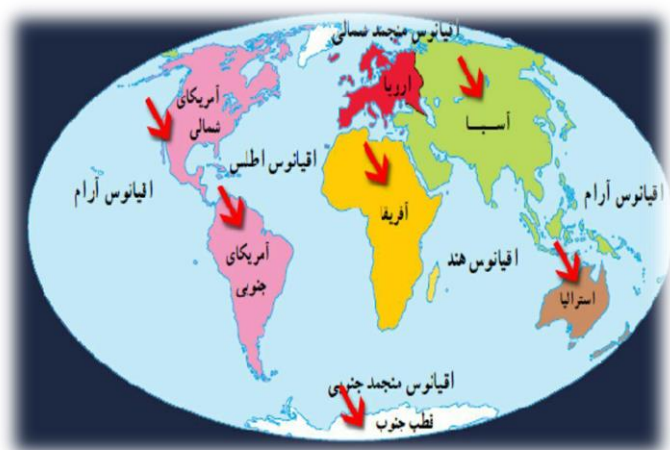 اقیانوس منجمد شمالی
آمریکای
شمالی
اروپا
آسیا
اقیانوس اطلس
اقیانوس آرام
آفریقا
اقیانوس آرام
آمریکای
جنوبی
اقیانوس هند
استرالیا
اقیانوس منجمد جنوبی
قطب جنوب